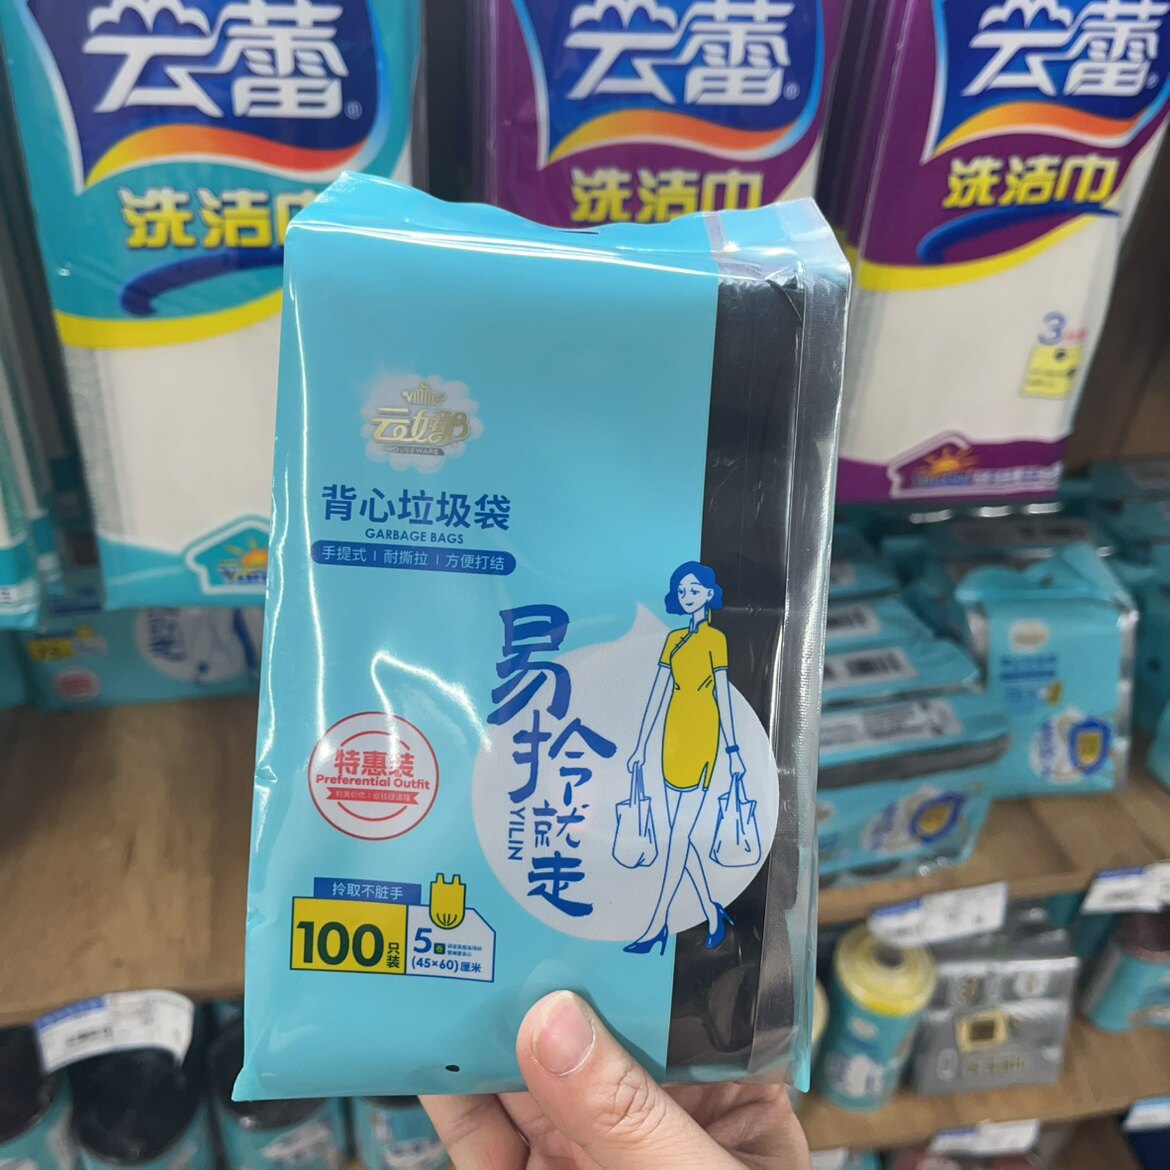 云蕾
洗洁巾
云蕾
洗洁巾
云蕾
洗洁巾
3
云娜
HOUSEWARE
背心垃圾袋
GARBAGE BAGS
手提式 | 耐撕拉 | 方便打结
易拎就走
YILIN
特惠装
Preferential Outfit
拎取不脏手
100只装
5卷
(45×60)厘米